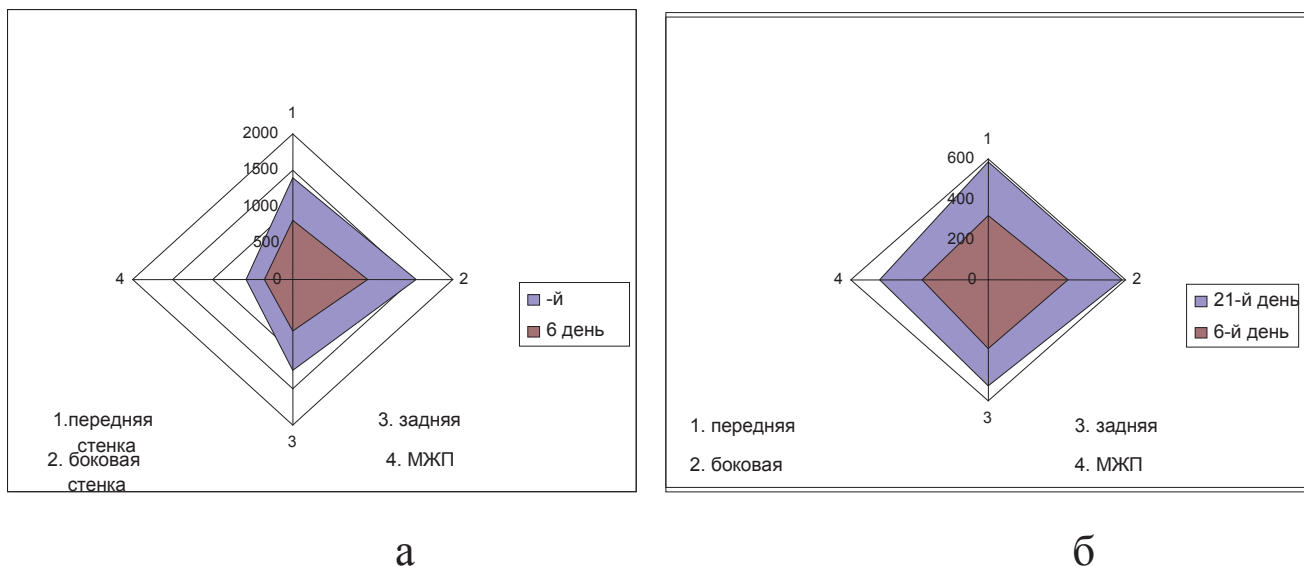 1
2000
1500
1000
500
0
4
2
3
-й
6 день
1.передняя
стенка
2. боковая
стенка
3. задняя
4. МЖП
а
1
600
400
200
0
4
2
3
21-й день
6-й день
1. передняя
2. боковая
3. задняя
4. МЖП
б